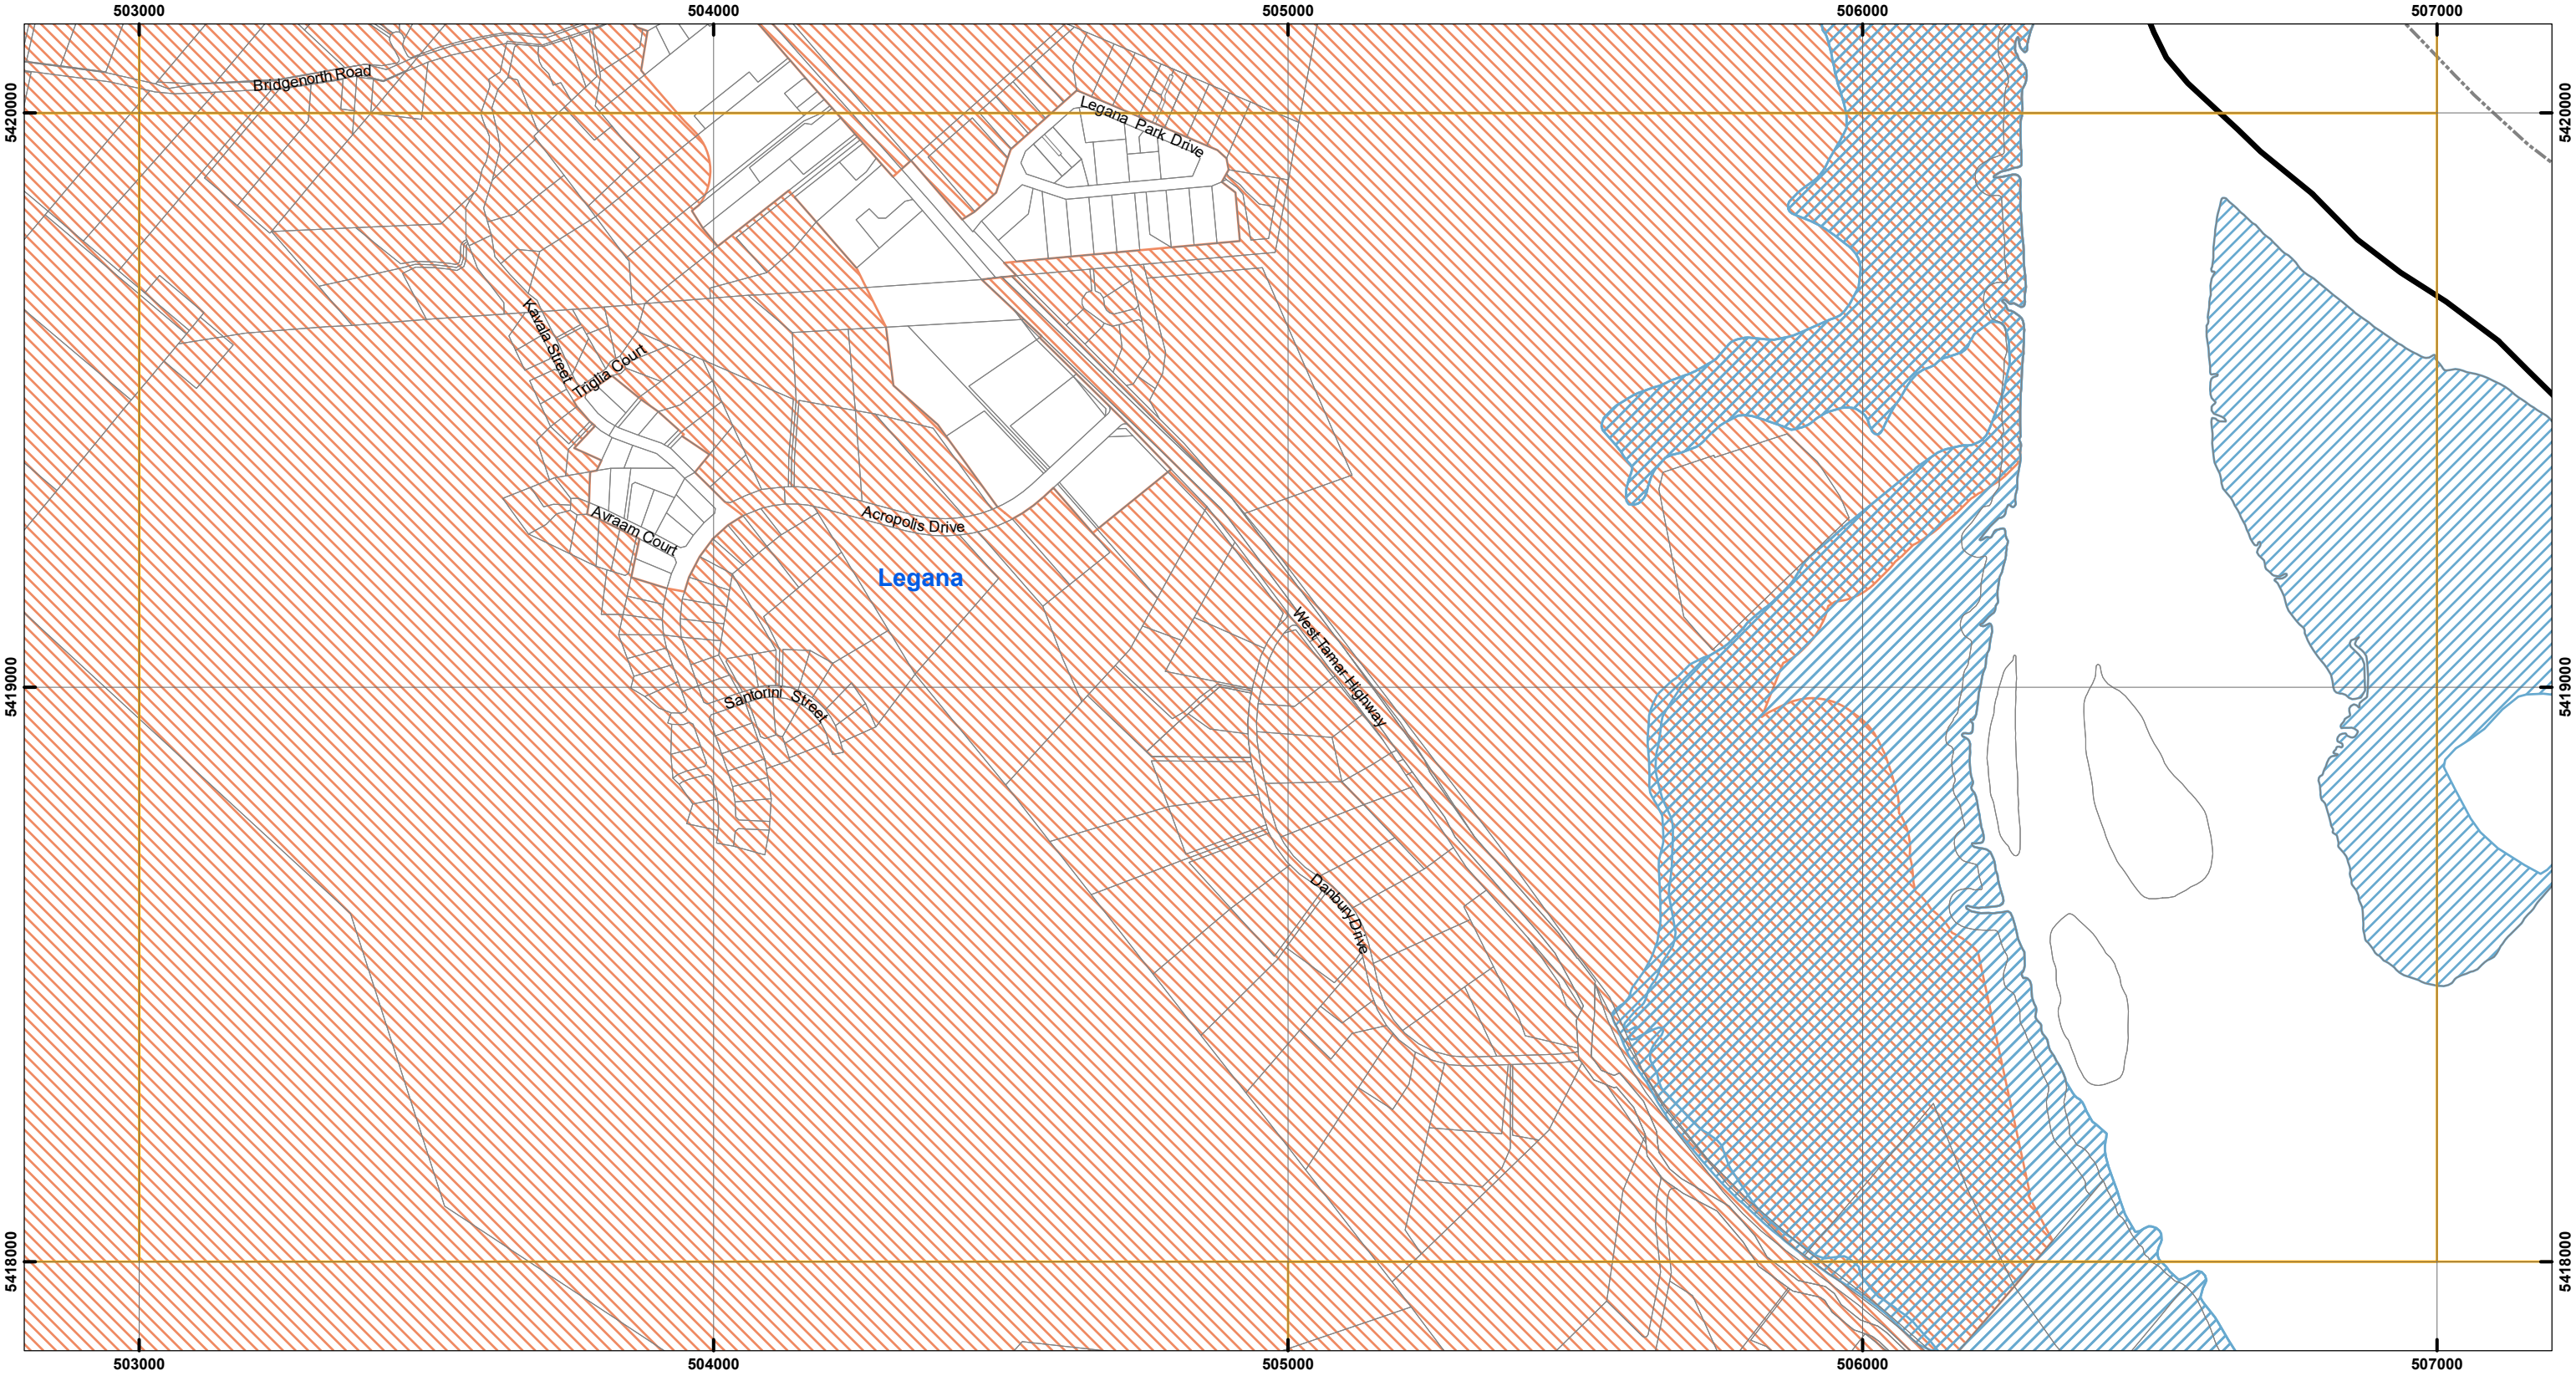 503000
504000
505000
506000
507000
Bridgenorth Road
5420000
5420000
Legana Park Drive
Kavala Street
Triglia Court
Avraam Court
Acropolis Drive
Legana
West Tamar Highway
5419000
5419000
Santorini Street
Danbury Drive
5418000
5418000
503000
504000
505000
506000
507000